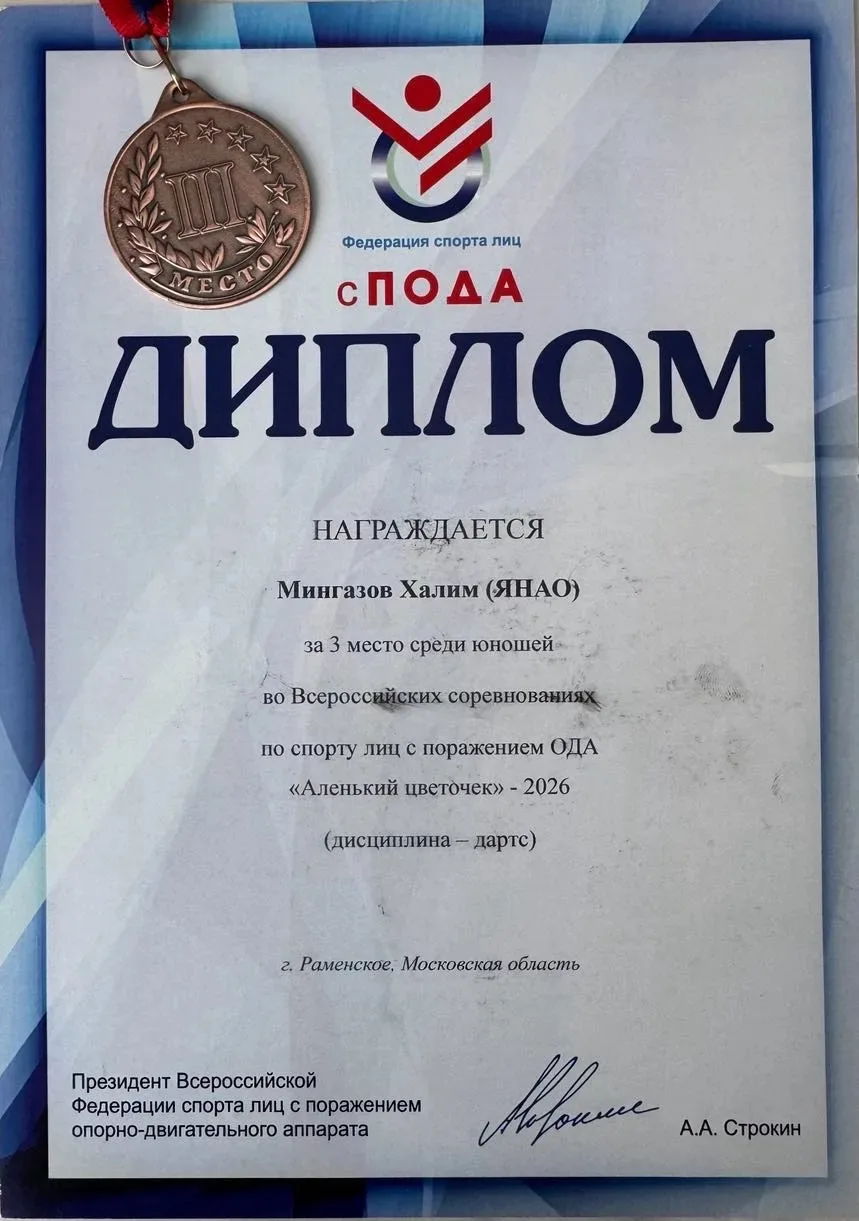 III
МЕСТО
Федерация спорта лиц
с ПОДА
ДИПЛОМ
НАГРАЖДАЕТСЯ
Мингазов Халим (ЯНАО)
за 3 место среди юношей
во Всероссийских соревнованиях
по спорту лиц с поражением ОДА
«Аленький цветочек» - 2026
(дисциплина – дартс)
г. Раменское, Московская область
Президент Всероссийской
Федерации спорта лиц с поражением
опорно-двигательного аппарата
А.А. Строкин